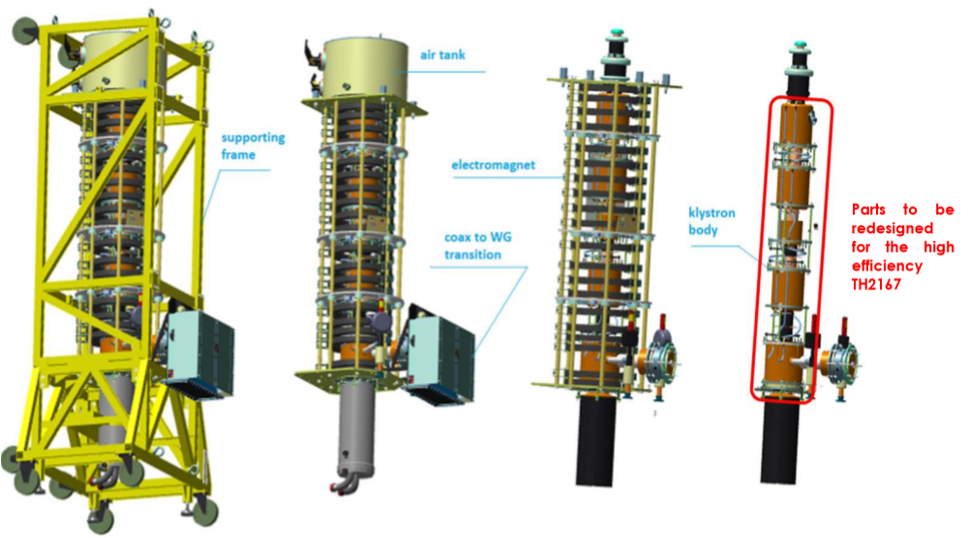 air tank
supporting
frame
electromagnet
coax to WG
transition
klystron
body
Parts to be
redesigned
for the high
efficiency
TH2167